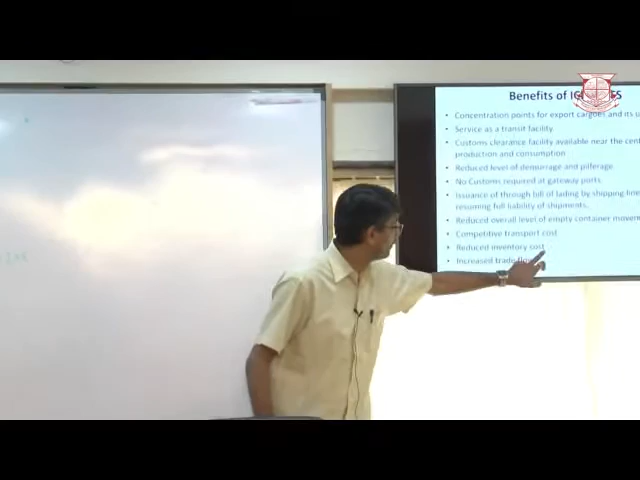 Benefits of
• Concentration points for export cargoes and its
• Service as a transit facility
• Customs clearance facility available near the
production and consumption
• Reduced level of demurrage and pilferage
• No Customs required at gateway ports
• Issuance of through bill of lading by shipping
resuming full liability of shipments.
• Reduced overall level of empty container
• Competitive transport cost
• Reduced inventory cost
• Increased trade